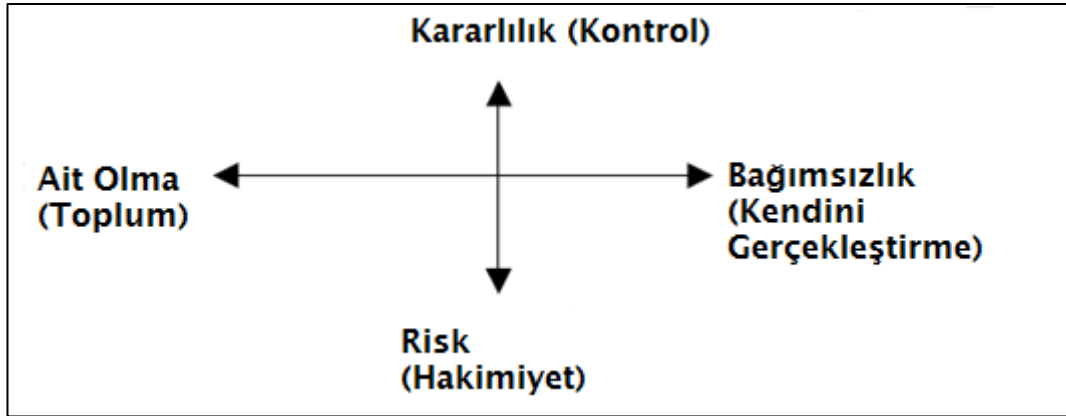 Kararlılık (Kontrol)
Ait Olma
(Toplum)
Bağımsızlık
(Kendini
Gerçekleştirme)
Risk
(Hakimiyet)